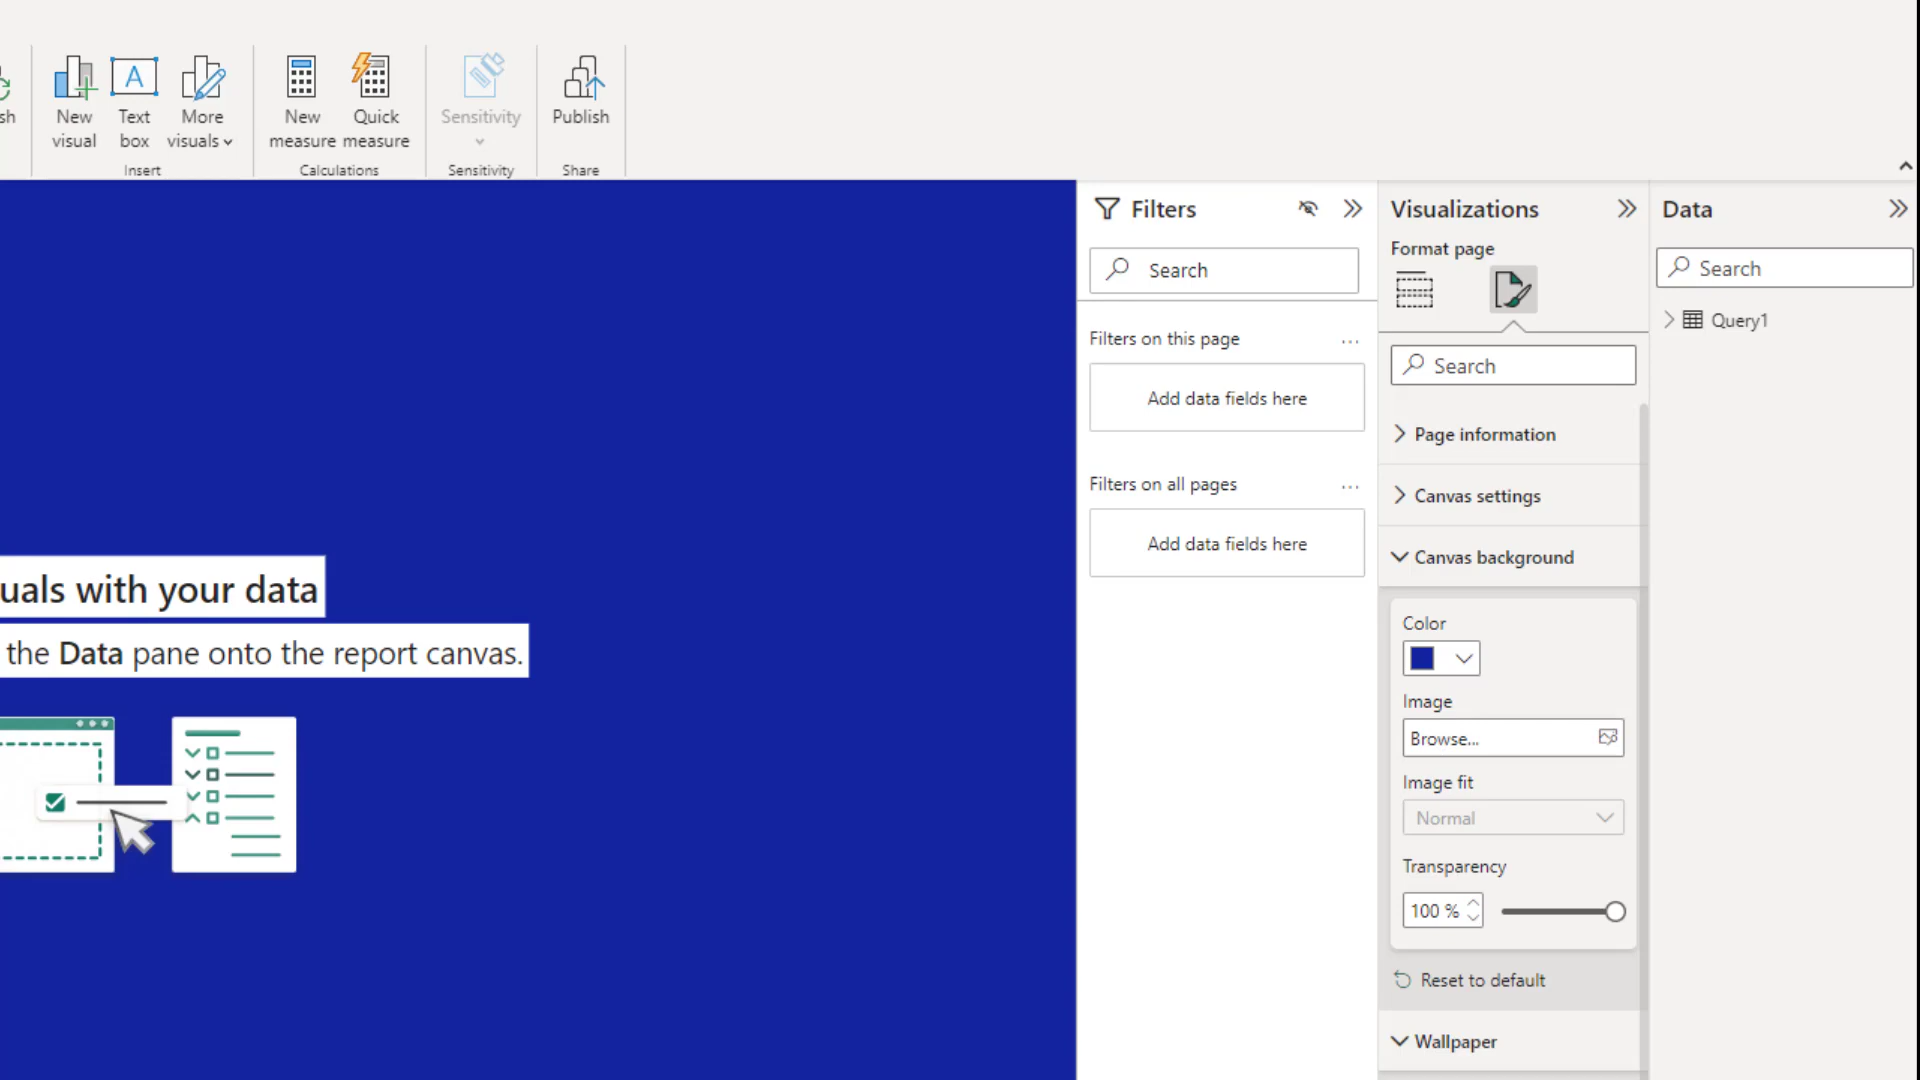 sh
New visual
Text box
More visuals
New measure
Quick measure
Sensitivity
Publish
Insert
Calculations
Sensitivity
Share
Filters
Search
Filters on this page
...
Add data fields here
Filters on all pages
...
Add data fields here
Visualizations
Format page
Search
Page information
Canvas settings
Canvas background
Color
Image
Browse...
Image fit
Normal
Transparency
100 %
Reset to default
Wallpaper
Data
Search
Query1
uals with your data
the Data pane onto the report canvas.